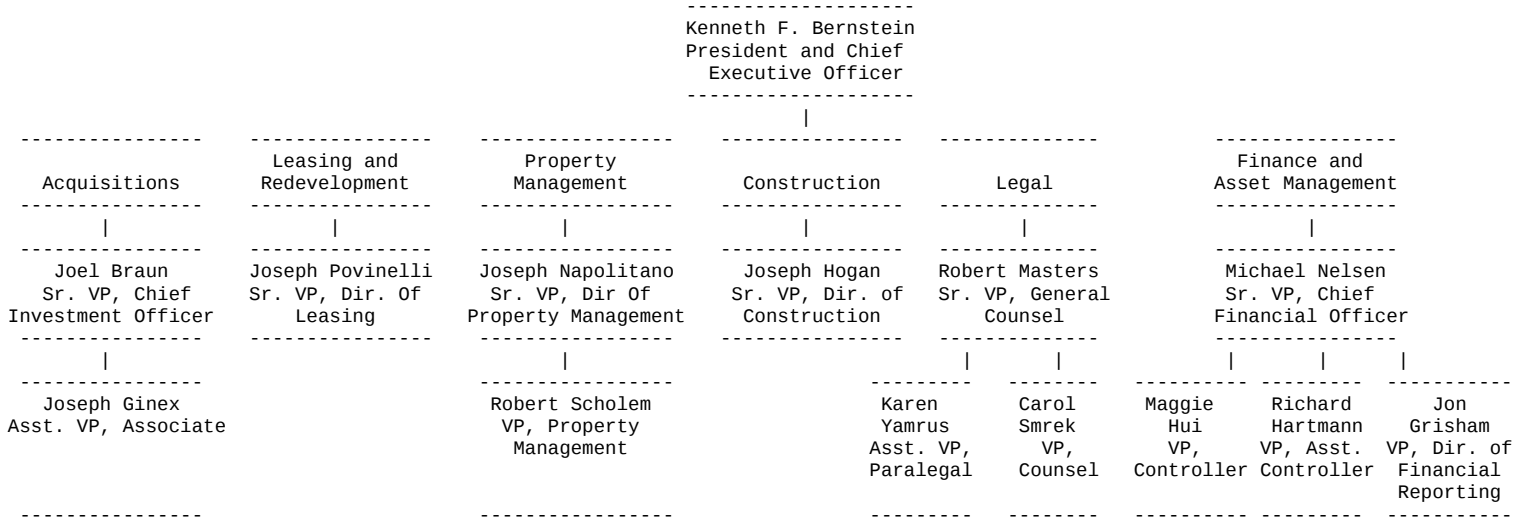 Kenneth F. Bernstein
President and Chief
Executive Officer
Acquisitions
Leasing and
Redevelopment
Property
Management
Construction
Legal
Finance and
Asset Management
Joel Braun
Sr. VP, Chief
Investment Officer
Joseph Povinelli
Sr. VP, Dir. Of
Leasing
Joseph Napolitano
Sr. VP, Dir Of
Property Management
Joseph Hogan
Sr. VP, Dir. of
Construction
Robert Masters
Sr. VP, General
Counsel
Michael Nelsen
Sr. VP, Chief
Financial Officer
Joseph Ginex
Asst. VP, Associate
Robert Scholem
VP, Property
Management
Karen
Yamrus
Asst. VP,
Paralegal
Carol
Smrek
VP,
Counsel
Maggie
Hui
VP,
Controller
Richard
Hartmann
VP, Asst.
Controller
Jon
Grisham
VP, Dir. of
Financial
Reporting